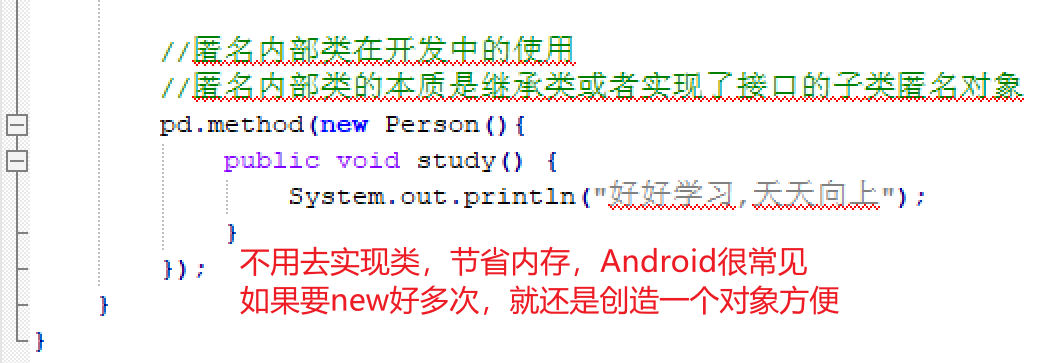 //匿名内部类在开发中的使用
//匿名内部类的本质是继承类或者实现了接口的子类匿名对象
pd.method(new Person(){
public void study() {
System.out.println("好好学习,天天向上");
}
});
不用去实现类，节省内存，Android很常见
如果要new好多次，就还是创造一个对象方便
}
}